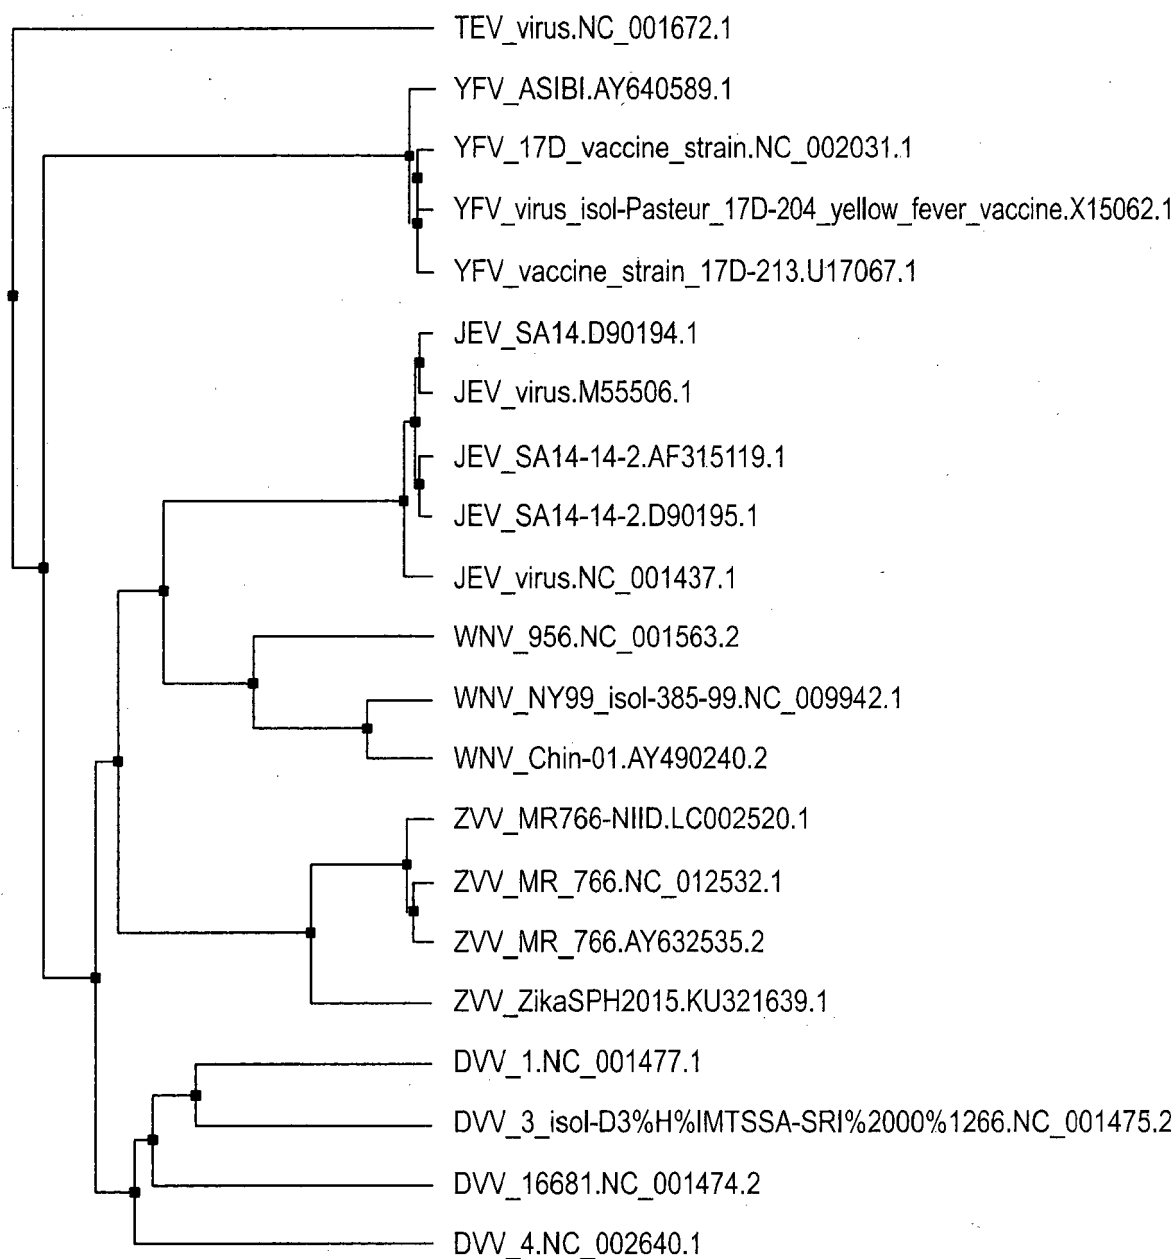 TEV_virus.NC_001672.1
YFV_ASIBI.AY640589.1
YFV_17D_vaccine_strain.NC_002031.1
YFV_virus_isol-Pasteur_17D-204_yellow_fever_vaccine.X15062.1
YFV_vaccine_strain_17D-213.U17067.1
JEV_SA14.D90194.1
JEV_virus.M55506.1
JEV_SA14-14-2.AF315119.1
JEV_SA14-14-2.D90195.1
JEV_virus.NC_001437.1
WNV_956.NC_001563.2
WNV_NY99_isol-385-99.NC_009942.1
WNV_Chin-01.AY490240.2
ZVV_MR766-NIID.LC002520.1
ZVV_MR_766.NC_012532.1
ZVV_MR_766.AY632535.2
ZVV_ZikaSPH2015.KU321639.1
DVV_1.NC_001477.1
DVV_3_isol-D3%H%IMTSSA-SRI%2000%1266.NC_001475.2
DVV_16681.NC_001474.2
DVV_4.NC_002640.1